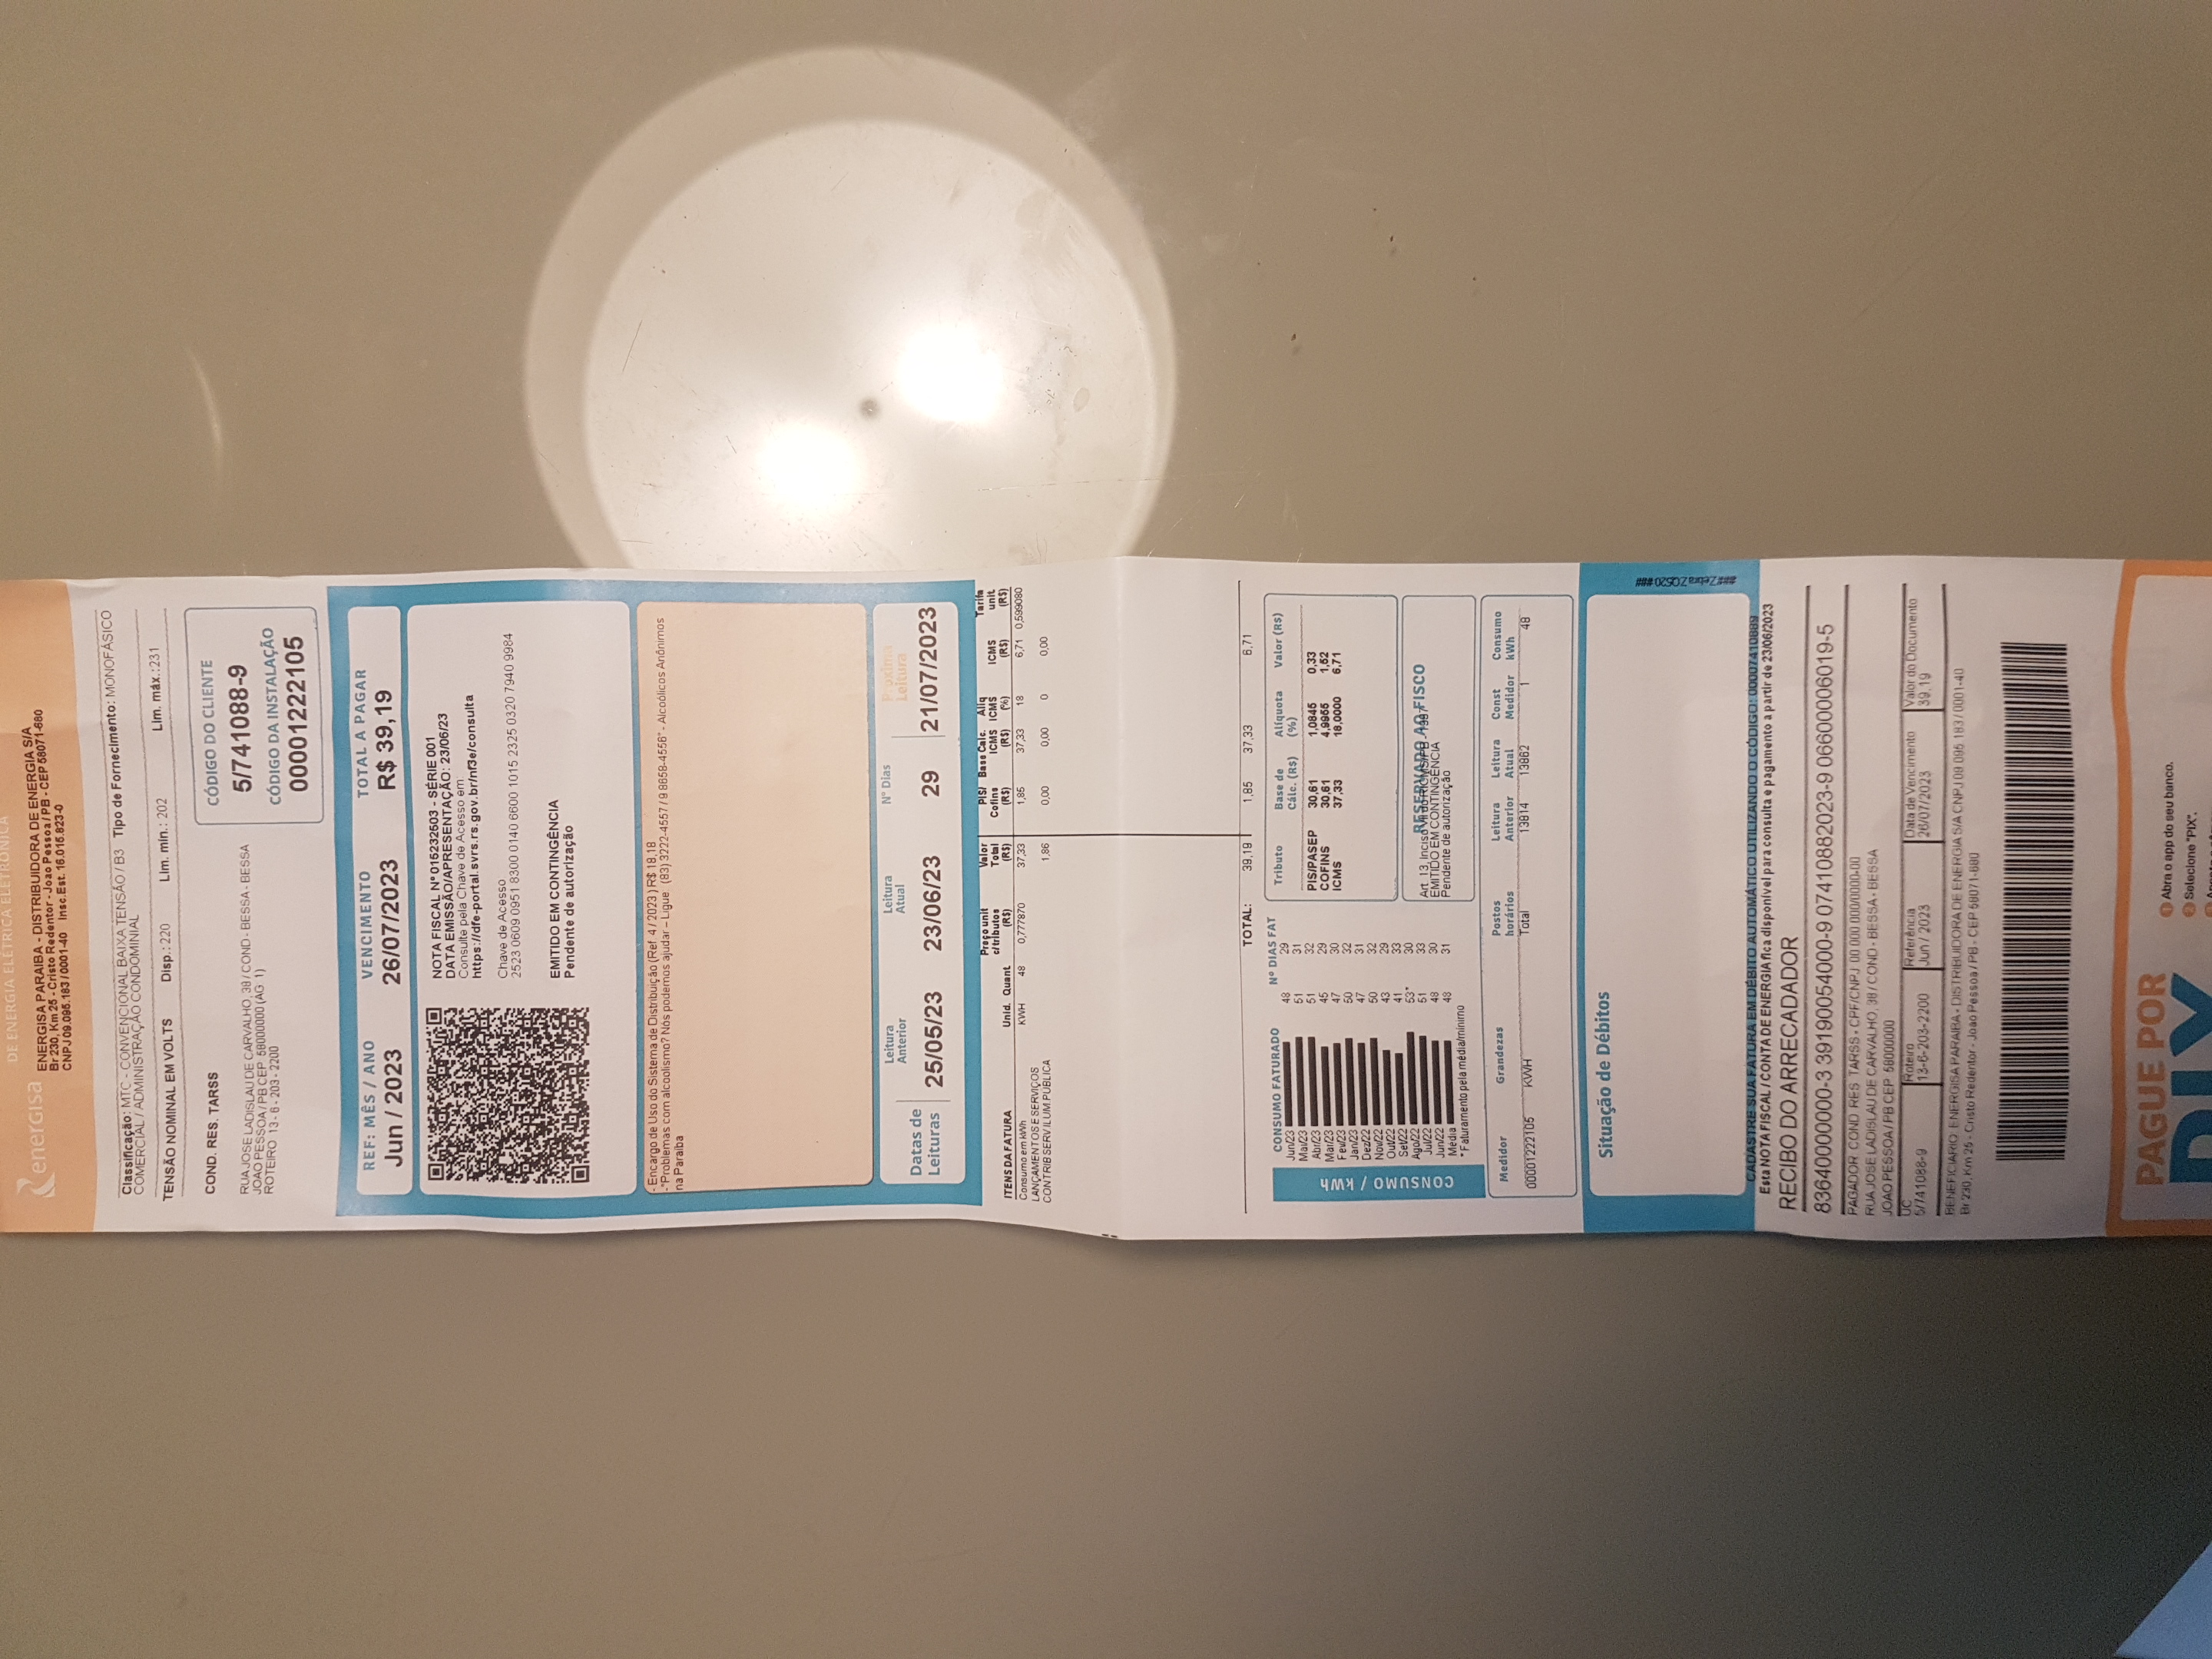 DE ENERGIA ELÉTRICA ELETRÔNICA
energisa
ENERGISA PARAIBA - DISTRIBUIDORA DE ENERGIA S/A
Br 230, Km 25 - Cristo Redentor - Joao Pessoa / PB - CEP 58071-680
CNPJ 09.095.183 / 0001-40 Insc.Est. 16.015.823-0
Classificação: MTC - CONVENCIONAL BAIXA TENSÃO / B3 Tipo de Fornecimento: MONOFÁSICO
COMERCIAL / ADMINISTRAÇÃO CONDOMINIAL
TENSÃO NOMINAL EM VOLTS Disp.: 220 Lim. min.: 202 Lim. máx.: 231
COND. RES. TARSS
RUA JOSE LADISLAU DE CARVALHO, 38 / COND - BESSA - BESSA
JOAO PESSOA / PB CEP: 58000000 (AG: 1)
ROTEIRO: 13 - 6 - 203 - 2200
CÓDIGO DO CLIENTE
5/741088-9
CÓDIGO DA INSTALAÇÃO
00001222105
REF: MÊS / ANO VENCIMENTO TOTAL A PAGAR
Jun / 2023 26/07/2023 R$ 39,19
NOTA FISCAL Nº 015232503 - SÉRIE 001
DATA EMISSÃO/APRESENTAÇÃO: 23/06/23
Consulte pela Chave de Acesso em:
https://dfe-portal.svrs.rs.gov.br/nf3e/consulta
Chave de Acesso:
2523 0609 0951 8300 0140 6600 1015 2325 0320 7940 9984
EMITIDO EM CONTINGÊNCIA
Pendente de autorização
- Encargo de Uso do Sistema de Distribuição (Ref. 4 / 2023 ) R$ 18,18
-"Problemas com alcoolismo? Nós podemos ajudar – Ligue: (83) 3222-4557 / 9 8658-4556" - Alcoólicos Anônimos
na Paraíba
Datas de Leituras
Leitura Anterior Leitura Atual Nº Dias Próxima Leitura
25/05/23 23/06/23 29 21/07/2023
ITENS DA FATURA Unid. Quant. Preço unit c/tributos (R$) Valor Total (R$) PIS/ Cofins (R$) Base Calc. ICMS (R$) Aliq ICMS (%) ICMS (R$) Tarifa unit. (R$)
Consumo em kWh KWH 48 0,777870 37,33 1,85 37,33 18 6,71 0,599080
LANÇAMENTOS E SERVIÇOS
CONTRIB SERV ILUM.PÚBLICA 1,86 0,00 0,00 0 0,00
TOTAL: 39,19 1,85 37,33 6,71
CONSUMO / kWh
CONSUMO FATURADO Nº DIAS FAT
Jun/23 48 29
Mai/23 51 31
Abr/23 51 32
Mar/23 45 29
Fev/23 47 30
Jan/23 50 32
Dez/22 47 31
Nov/22 50 32
Out/22 43 29
Set/22 41 33
Ago/22 53* 30
Jul/22 51 33
Jun/22 48 30
Média 48 31
* Faturamento pela média/mínimo
Tributo Base de Cálc. (R$) Alíquota (%) Valor (R$)
PIS/PASEP 30,61 1,0845 0,33
COFINS 30,61 4,9955 1,52
ICMS 37,33 18,0000 6,71
RESERVADO AO FISCO
Art. 13, Inciso VII do RICMS/PB - 1997
EMITIDO EM CONTINGÊNCIA
Pendente de autorização
Medidor Grandezas Postos horários Leitura Anterior Leitura Atual Const Medidor Consumo kWh
00001222105 KWH Total 13814 13862 1 48
Situação de Débitos
###ZebraZQ520###
CADASTRE SUA FATURA EM DÉBITO AUTOMÁTICO UTILIZANDO O CÓDIGO: 00007410889
Esta NOTA FISCAL / CONTA DE ENERGIA fica disponível para consulta e pagamento a partir de 23/06/2023
RECIBO DO ARRECADADOR
83640000000-3 39190054000-9 07410882023-9 06600006019-5
PAGADOR: COND. RES. TARSS - CPF/CNPJ: 00.000.000/0000-00
RUA JOSE LADISLAU DE CARVALHO, 38 / COND - BESSA - BESSA
JOAO PESSOA / PB CEP: 58000000
UC Roteiro Referência Data de Vencimento Valor do Documento
5/741088-9 13-6-203-2200 Jun / 2023 26/07/2023 39,19
BENEFICIARIO: ENERGISA PARAIBA - DISTRIBUIDORA DE ENERGIA S/A CNPJ 09.095.183 / 0001-40
Br 230, Km 25 - Cristo Redentor - Joao Pessoa / PB - CEP 58071-680
PAGUE POR
PIX
1 Abra o app do seu banco.
2 Selecione "PIX".